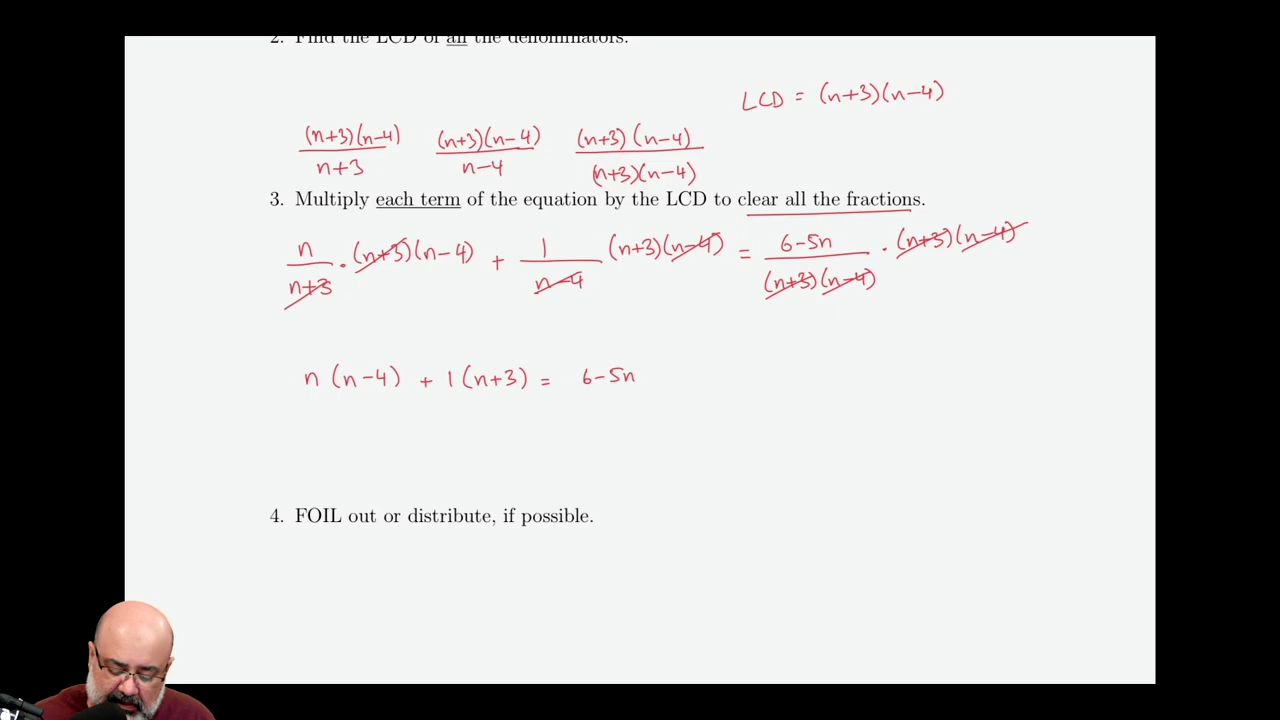 2. Find the LCD of all the denominators.
LCD = (n+3)(n-4)
(n+3)(n-4) (n+3)(n-4) (n+3)(n-4)
n+3 n-4 (n+3)(n-4)
3. Multiply each term of the equation by the LCD to clear all the fractions.
n/n+3 · (n+3)(n-4) + 1/n-4 (n+3)(n-4) = 6-5n/(n+3)(n-4) · (n+3)(n-4)
n(n-4) + 1(n+3) = 6-5n
4. FOIL out or distribute, if possible.